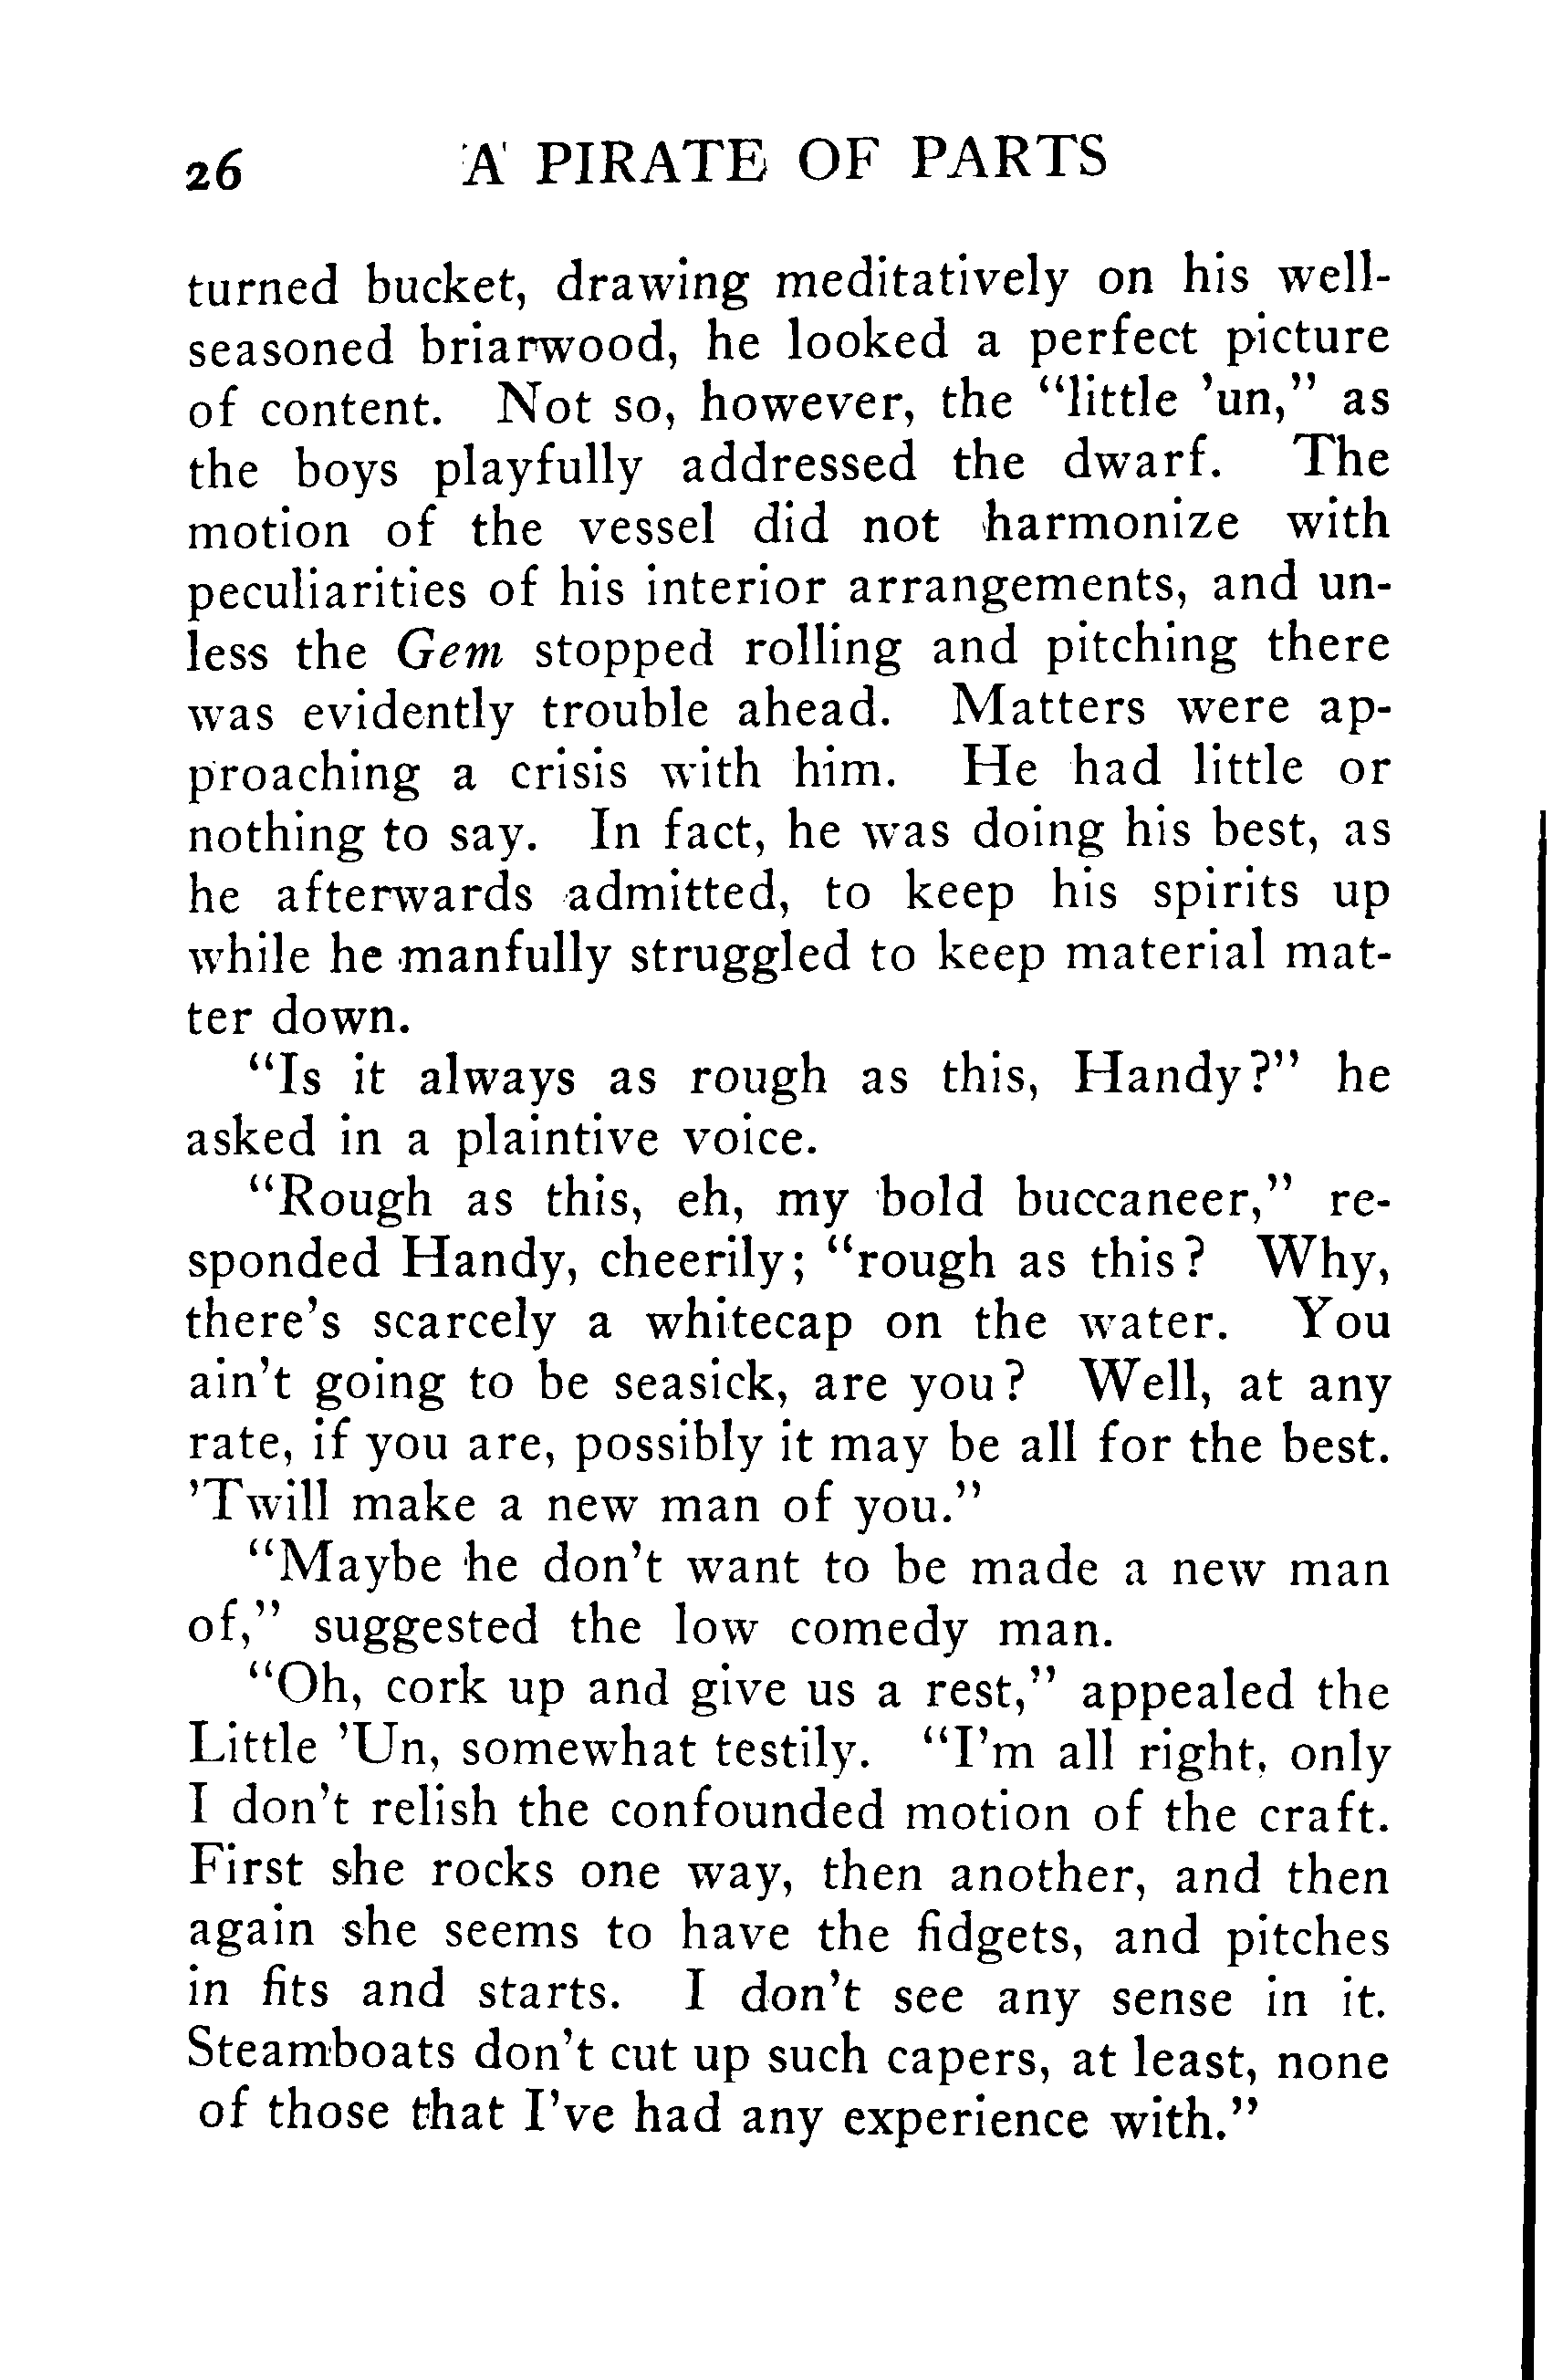 26 A PIRATE OF PARTS
turned bucket, drawing meditatively on his well-
seasoned briarwood, he looked a perfect picture
of content. Not so, however, the “little ’un,” as
the boys playfully addressed the dwarf. The
motion of the vessel did not harmonize with
peculiarities of his interior arrangements, and un-
less the Gem stopped rolling and pitching there
was evidently trouble ahead. Matters were ap-
proaching a crisis with him. He had little or
nothing to say. In fact, he was doing his best, as
he afterwards admitted, to keep his spirits up
while he manfully struggled to keep material mat-
ter down.
“Is it always as rough as this, Handy?” he
asked in a plaintive voice.
“Rough as this, eh, my bold buccaneer,” re-
sponded Handy, cheerily; “rough as this? Why,
there’s scarcely a whitecap on the water. You
ain’t going to be seasick, are you? Well, at any
rate, if you are, possibly it may be all for the best.
’Twill make a new man of you.”
“Maybe he don’t want to be made a new man
of,” suggested the low comedy man.
“Oh, cork up and give us a rest,” appealed the
Little ’Un, somewhat testily. “I’m all right, only
I don’t relish the confounded motion of the craft.
First she rocks one way, then another, and then
again she seems to have the fidgets, and pitches
in fits and starts. I don’t see any sense in it.
Steamboats don’t cut up such capers, at least, none
of those that I’ve had any experience with.”